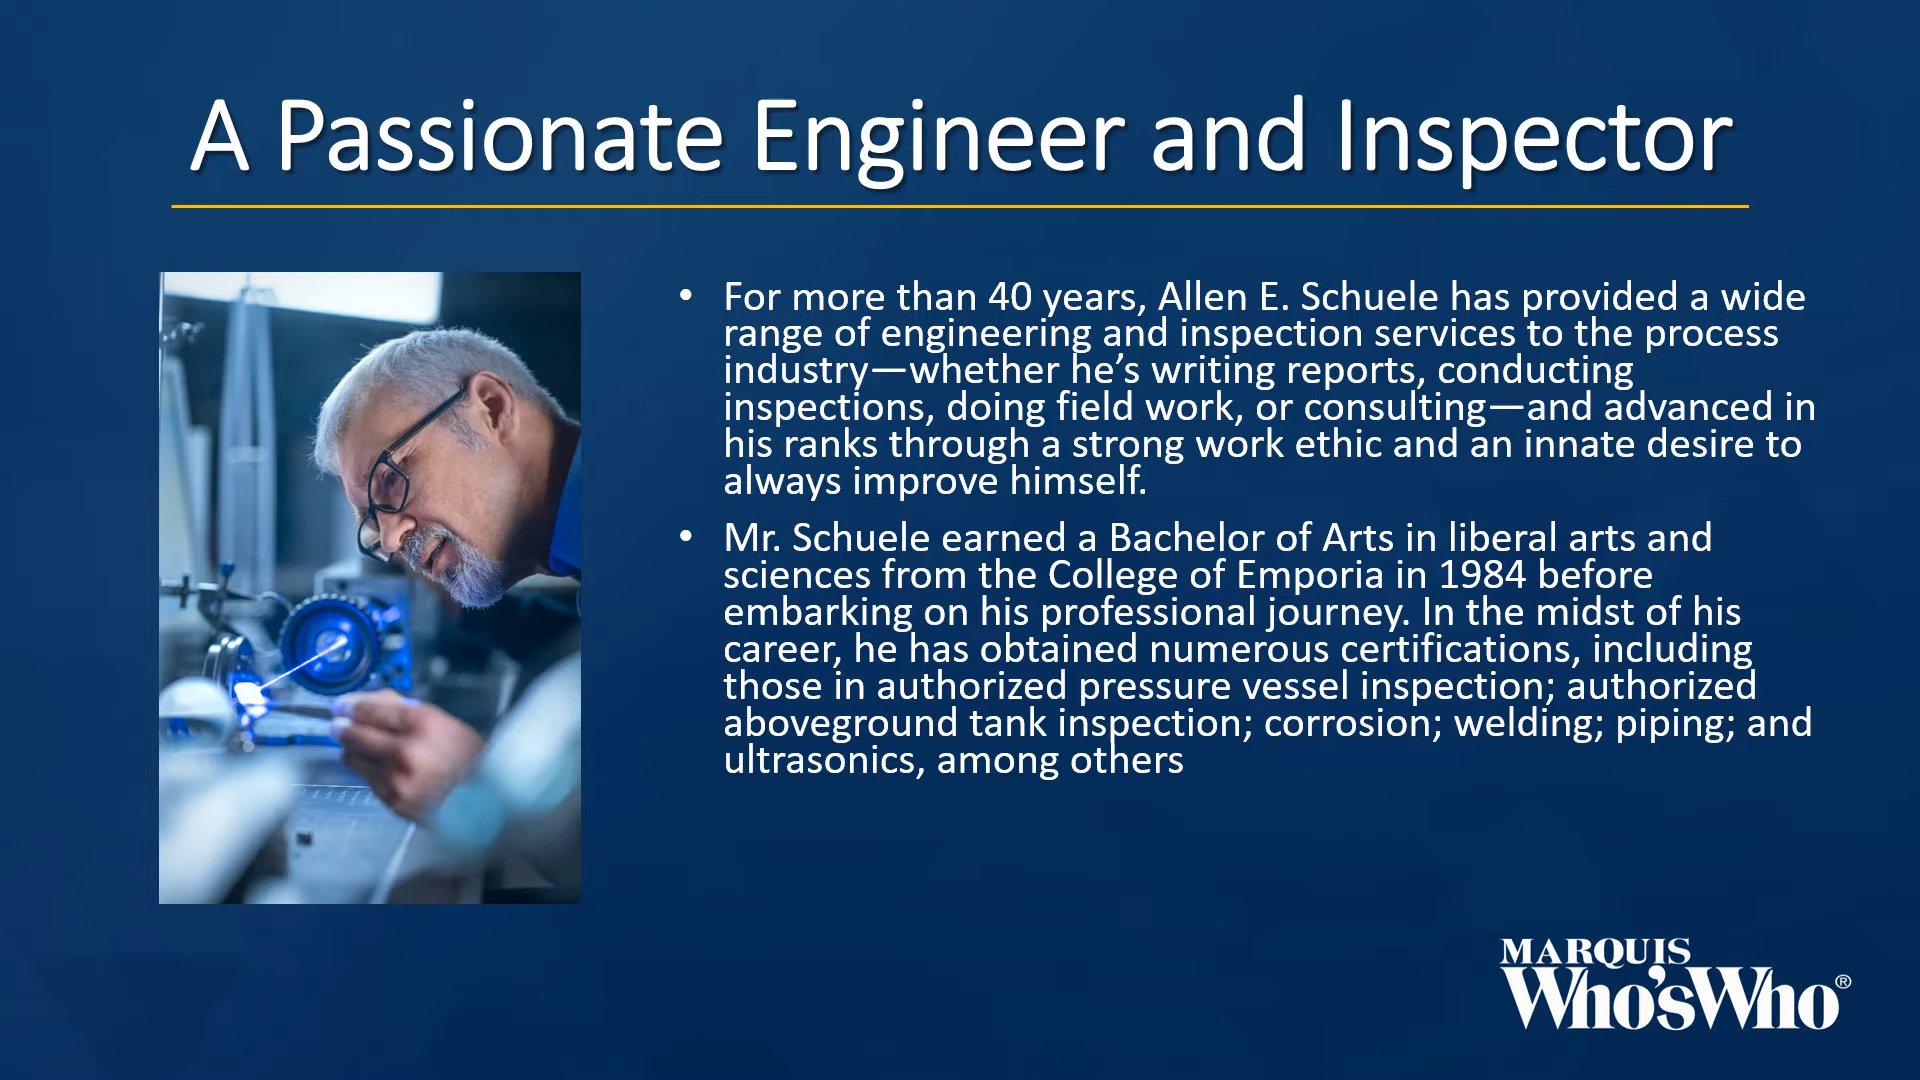 A Passionate Engineer and Inspector
• For more than 40 years, Allen E. Schuele has provided a wide
range of engineering and inspection services to the process
industry—whether he’s writing reports, conducting
inspections, doing field work, or consulting—and advanced in
his ranks through a strong work ethic and an innate desire to
always improve himself.
• Mr. Schuele earned a Bachelor of Arts in liberal arts and
sciences from the College of Emporia in 1984 before
embarking on his professional journey. In the midst of his
career, he has obtained numerous certifications, including
those in authorized pressure vessel inspection; authorized
aboveground tank inspection; corrosion; welding; piping; and
ultrasonics, among others
MARQUIS
Who'sWho®